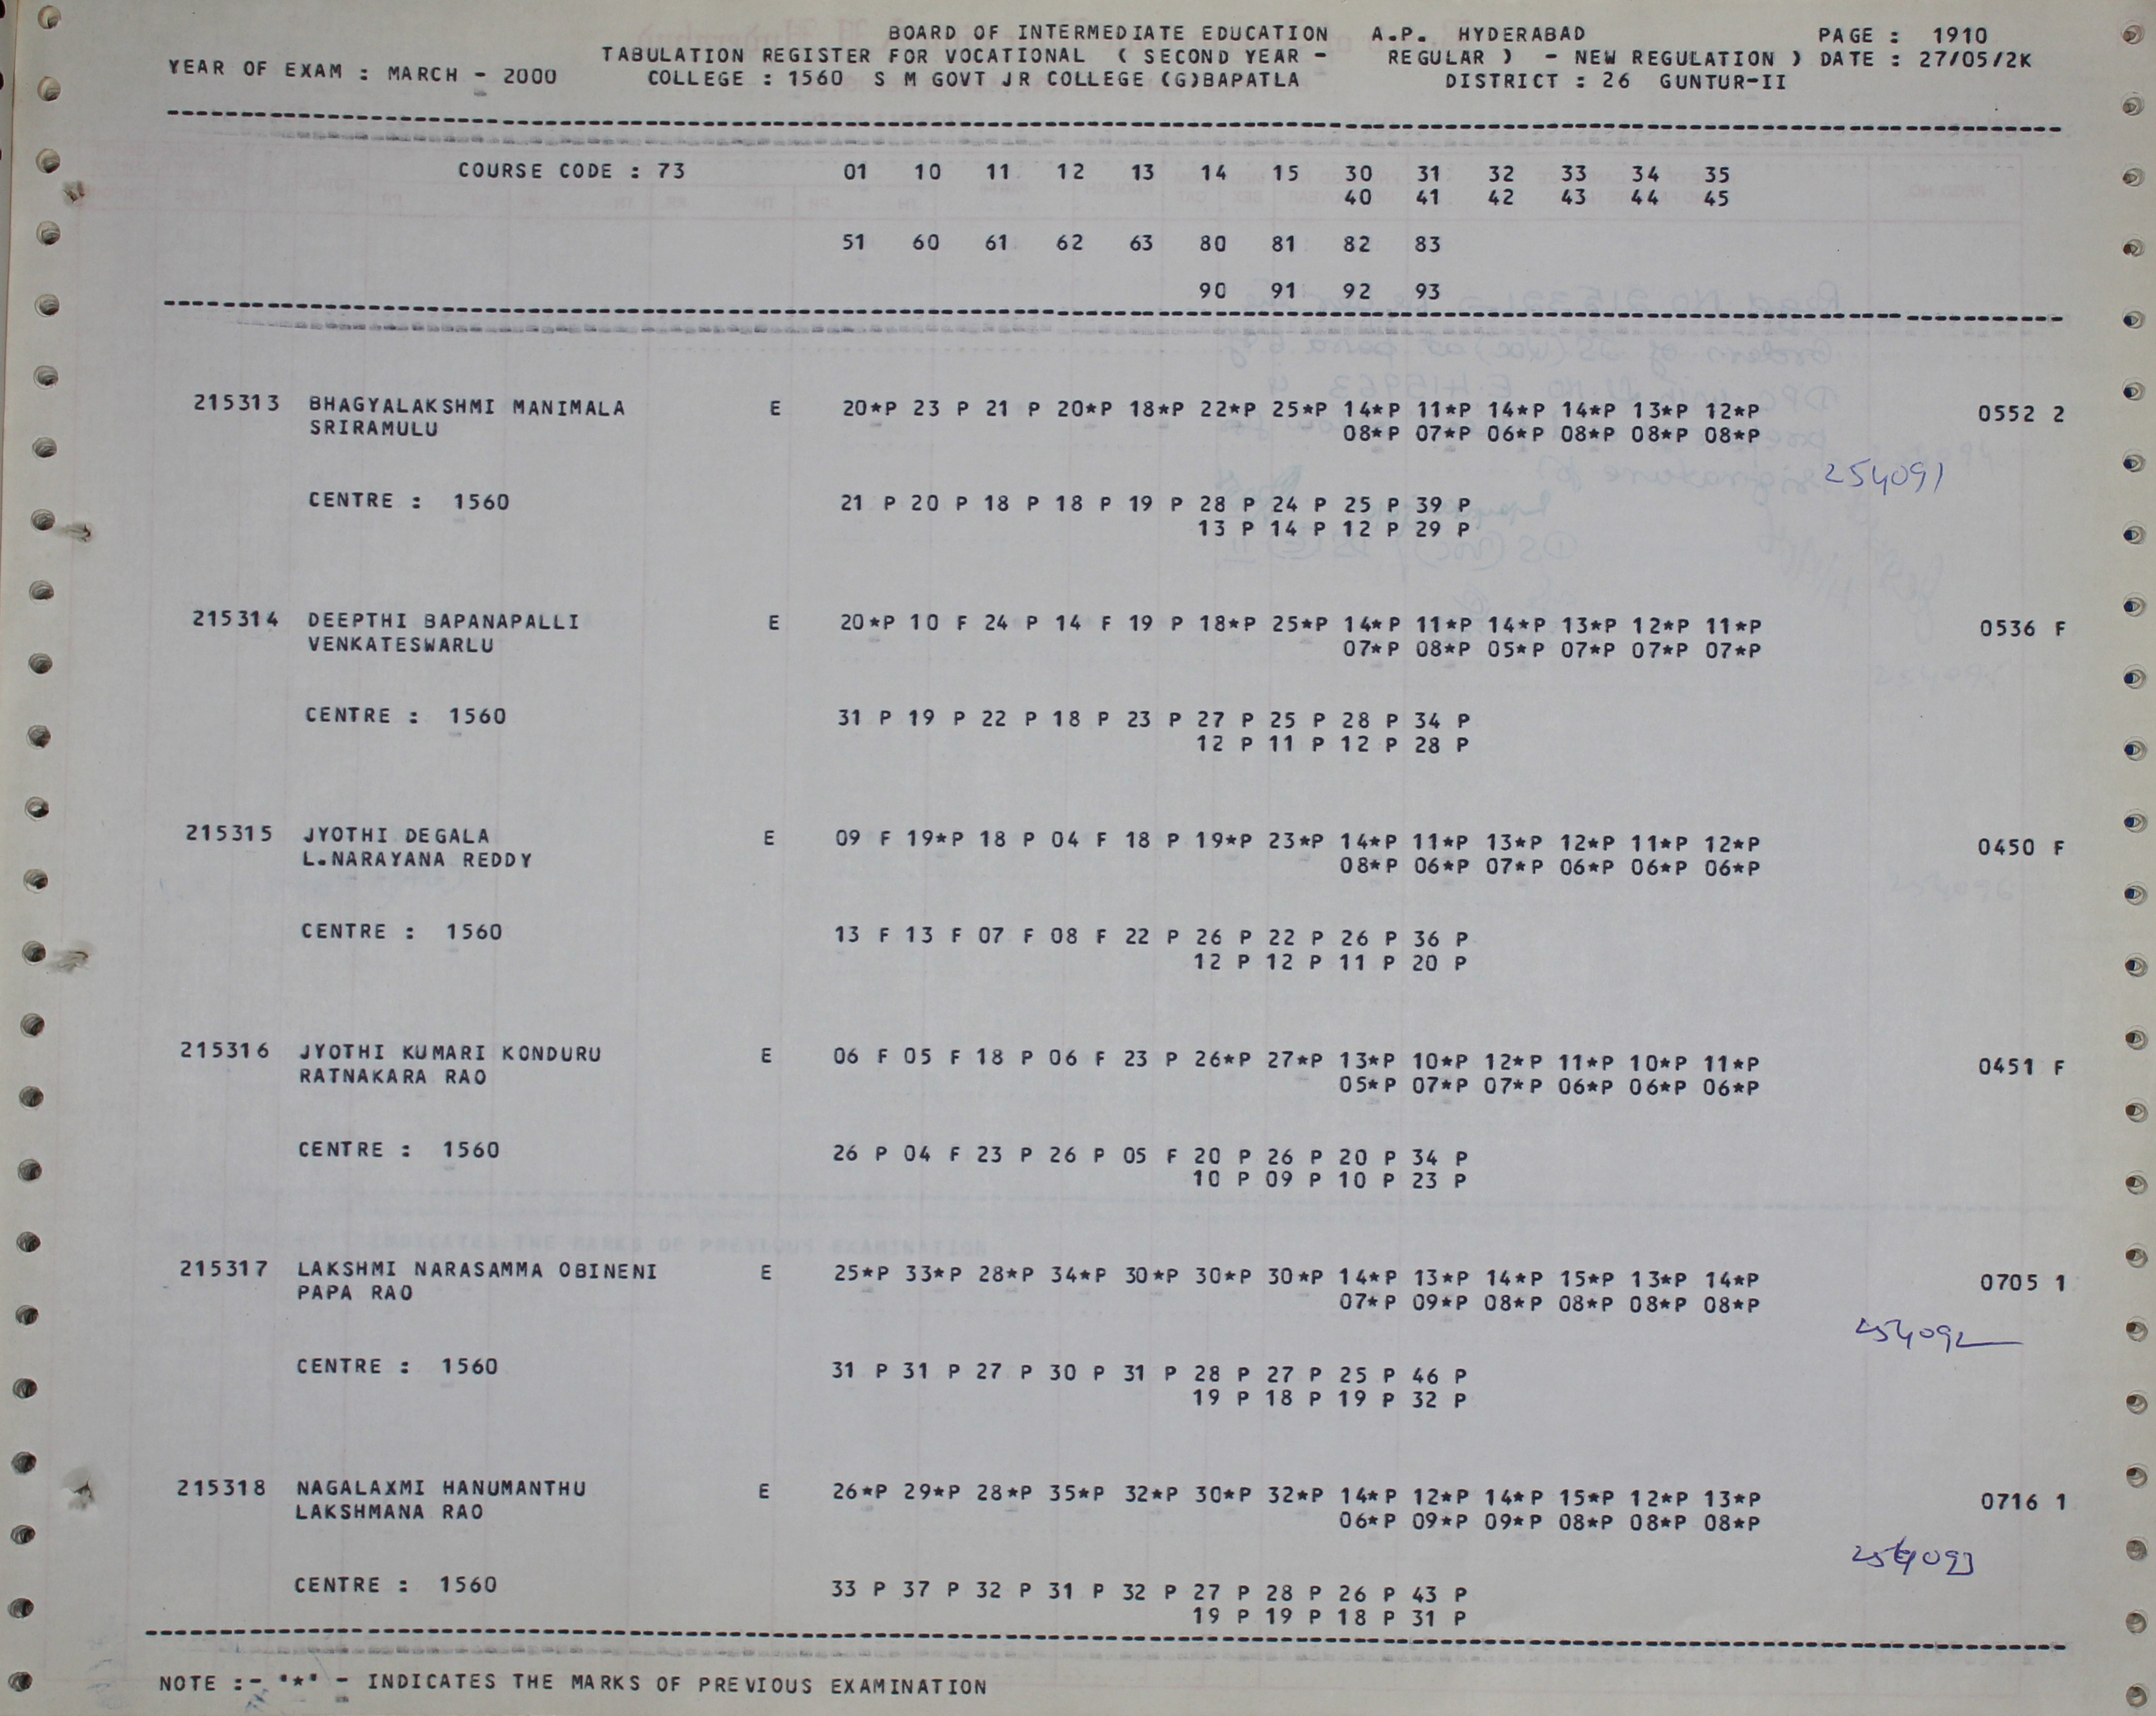 BOARD OF INTERMEDIATE EDUCATION A.P. HYDERABAD PAGE : 1910
TABULATION REGISTER FOR VOCATIONAL ( SECOND YEAR - REGULAR ) - NEW REGULATION ) DATE : 27/05/2K
YEAR OF EXAM : MARCH - 2000 COLLEGE : 1560 S M GOVT JR COLLEGE (G)BAPATLA DISTRICT : 26 GUNTUR-II
COURSE CODE : 73 01 10 11 12 13 14 15 30 31 32 33 34 35
40 41 42 43 44 45
51 60 61 62 63 80 81 82 83
90 91 92 93
215313 BHAGYALAKSHMI MANIMALA E 20*P 23 P 21 P 20*P 18*P 22*P 25*P 14*P 11*P 14*P 14*P 13*P 12*P 0552 2
SRIRAMULU 08*P 07*P 06*P 08*P 08*P 08*P
254091
CENTRE : 1560 21 P 20 P 18 P 18 P 19 P 28 P 24 P 25 P 39 P
13 P 14 P 12 P 29 P
215314 DEEPTHI BAPANAPALLI E 20*P 10 F 24 P 14 F 19 P 18*P 25*P 14*P 11*P 14*P 13*P 12*P 11*P 0536 F
VENKATESWARLU 07*P 08*P 05*P 07*P 07*P 07*P
CENTRE : 1560 31 P 19 P 22 P 18 P 23 P 27 P 25 P 28 P 34 P
12 P 11 P 12 P 28 P
215315 JYOTHI DEGALA E 09 F 19*P 18 P 04 F 18 P 19*P 23*P 14*P 11*P 13*P 12*P 11*P 12*P 0450 F
L.NARAYANA REDDY 08*P 06*P 07*P 06*P 06*P 06*P
CENTRE : 1560 13 F 13 F 07 F 08 F 22 P 26 P 22 P 26 P 36 P
12 P 12 P 11 P 20 P
215316 JYOTHI KUMARI KONDURU E 06 F 05 F 18 P 06 F 23 P 26*P 27*P 13*P 10*P 12*P 11*P 10*P 11*P 0451 F
RATNAKARA RAO 05*P 07*P 07*P 06*P 06*P 06*P
CENTRE : 1560 26 P 04 F 23 P 26 P 05 F 20 P 26 P 20 P 34 P
10 P 09 P 10 P 23 P
215317 LAKSHMI NARASAMMA OBINENI E 25*P 33*P 28*P 34*P 30*P 30*P 30*P 14*P 13*P 14*P 15*P 13*P 14*P 0705 1
PAPA RAO 07*P 09*P 08*P 08*P 08*P 08*P
254092
CENTRE : 1560 31 P 31 P 27 P 30 P 31 P 28 P 27 P 25 P 46 P
19 P 18 P 19 P 32 P
215318 NAGALAXMI HANUMANTHU E 26*P 29*P 28*P 35*P 32*P 30*P 32*P 14*P 12*P 14*P 15*P 12*P 13*P 0716 1
LAKSHMANA RAO 06*P 09*P 09*P 08*P 08*P 08*P
254093
CENTRE : 1560 33 P 37 P 32 P 31 P 32 P 27 P 28 P 26 P 43 P
19 P 19 P 18 P 31 P
NOTE :- "*" - INDICATES THE MARKS OF PREVIOUS EXAMINATION